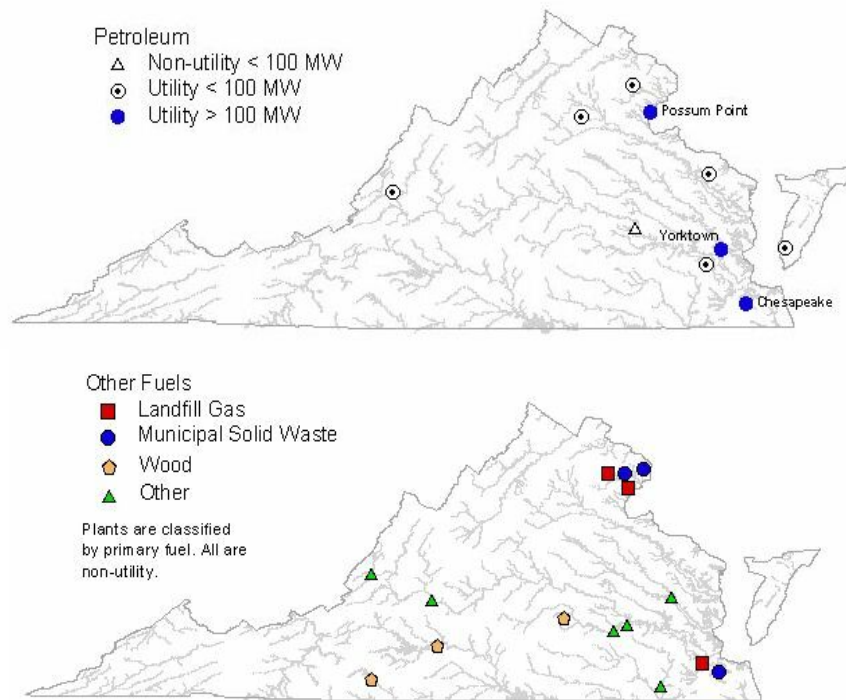 Petroleum
Non-utility < 100 MW
Utility < 100 MW
Utility > 100 MW
Possum Point
Yorktown
Chesapeake
Other Fuels
Landfill Gas
Municipal Solid Waste
Wood
Other
Plants are classified
by primary fuel. All are
non-utility.